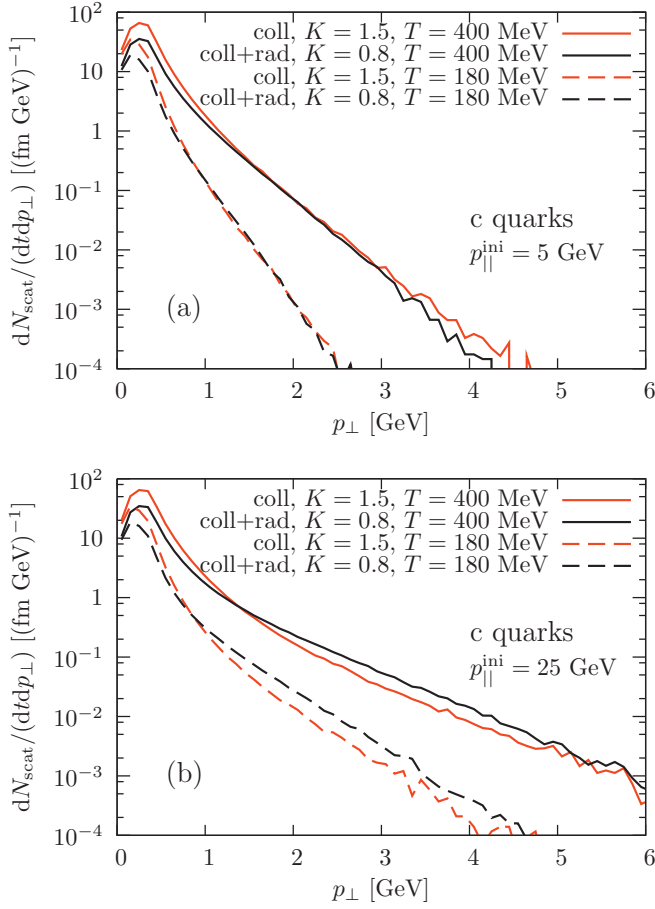 dN_scat/(dtdp_⊥) [(fm GeV)^−1]
10^2
10
1
10^−1
10^−2
10^−3
10^−4
coll, K = 1.5, T = 400 MeV
coll+rad, K = 0.8, T = 400 MeV
coll, K = 1.5, T = 180 MeV
coll+rad, K = 0.8, T = 180 MeV
c quarks
p_||^ini = 5 GeV
(a)
0 1 2 3 4 5 6
p_⊥ [GeV]
dN_scat/(dtdp_⊥) [(fm GeV)^−1]
10^2
10
1
10^−1
10^−2
10^−3
10^−4
coll, K = 1.5, T = 400 MeV
coll+rad, K = 0.8, T = 400 MeV
coll, K = 1.5, T = 180 MeV
coll+rad, K = 0.8, T = 180 MeV
c quarks
p_||^ini = 25 GeV
(b)
0 1 2 3 4 5 6
p_⊥ [GeV]